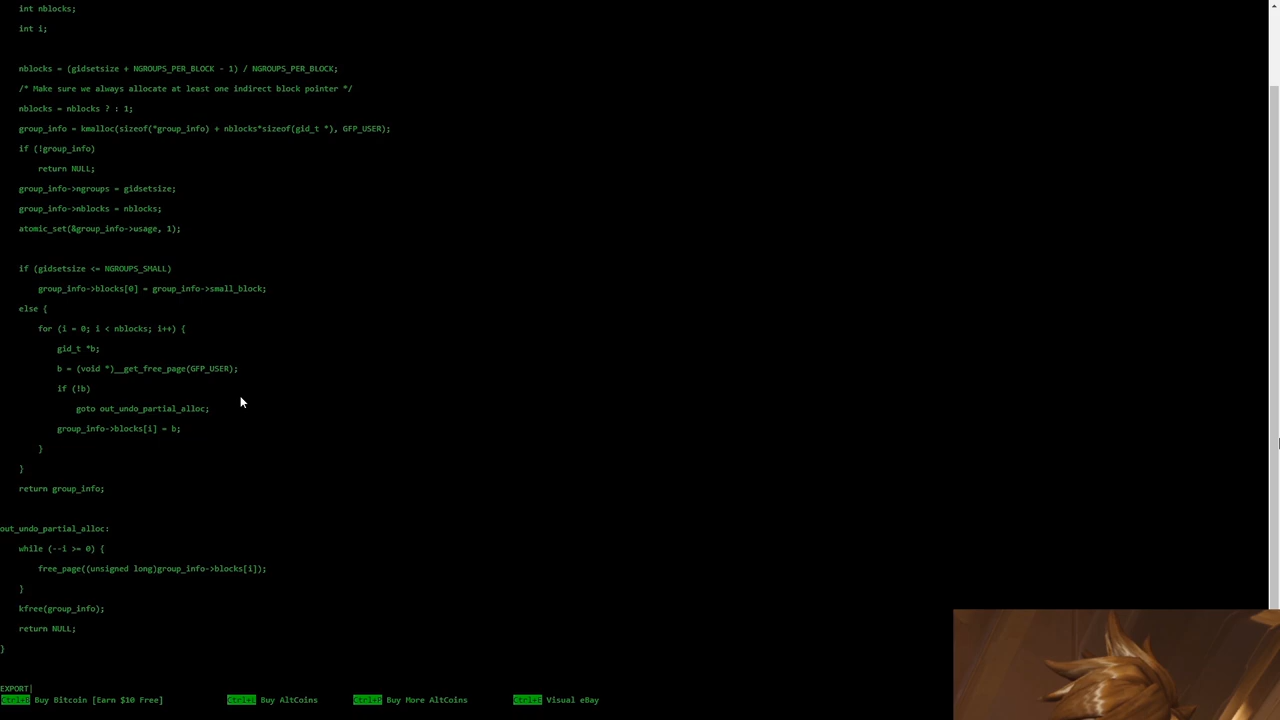 int nblocks;
int i;
nblocks = (gidsetsize + NGROUPS_PER_BLOCK - 1) / NGROUPS_PER_BLOCK;
/* Make sure we always allocate at least one indirect block pointer */
nblocks = nblocks ? : 1;
group_info = kmalloc(sizeof(*group_info) + nblocks*sizeof(gid_t *), GFP_USER);
if (!group_info)
return NULL;
group_info->ngroups = gidsetsize;
group_info->nblocks = nblocks;
atomic_set(&group_info->usage, 1);
if (gidsetsize <= NGROUPS_SMALL)
group_info->blocks[0] = group_info->small_block;
else {
for (i = 0; i < nblocks; i++) {
gid_t *b;
b = (void *)__get_free_page(GFP_USER);
if (!b)
goto out_undo_partial_alloc;
group_info->blocks[i] = b;
}
}
return group_info;
out_undo_partial_alloc:
while (--i >= 0) {
free_page((unsigned long)group_info->blocks[i]);
}
kfree(group_info);
return NULL;
}
EXPORT|
Ctrl+B Buy Bitcoin [Earn $10 Free] Ctrl+L Buy AltCoins Ctrl+P Buy More AltCoins Ctrl+E Visual eBay